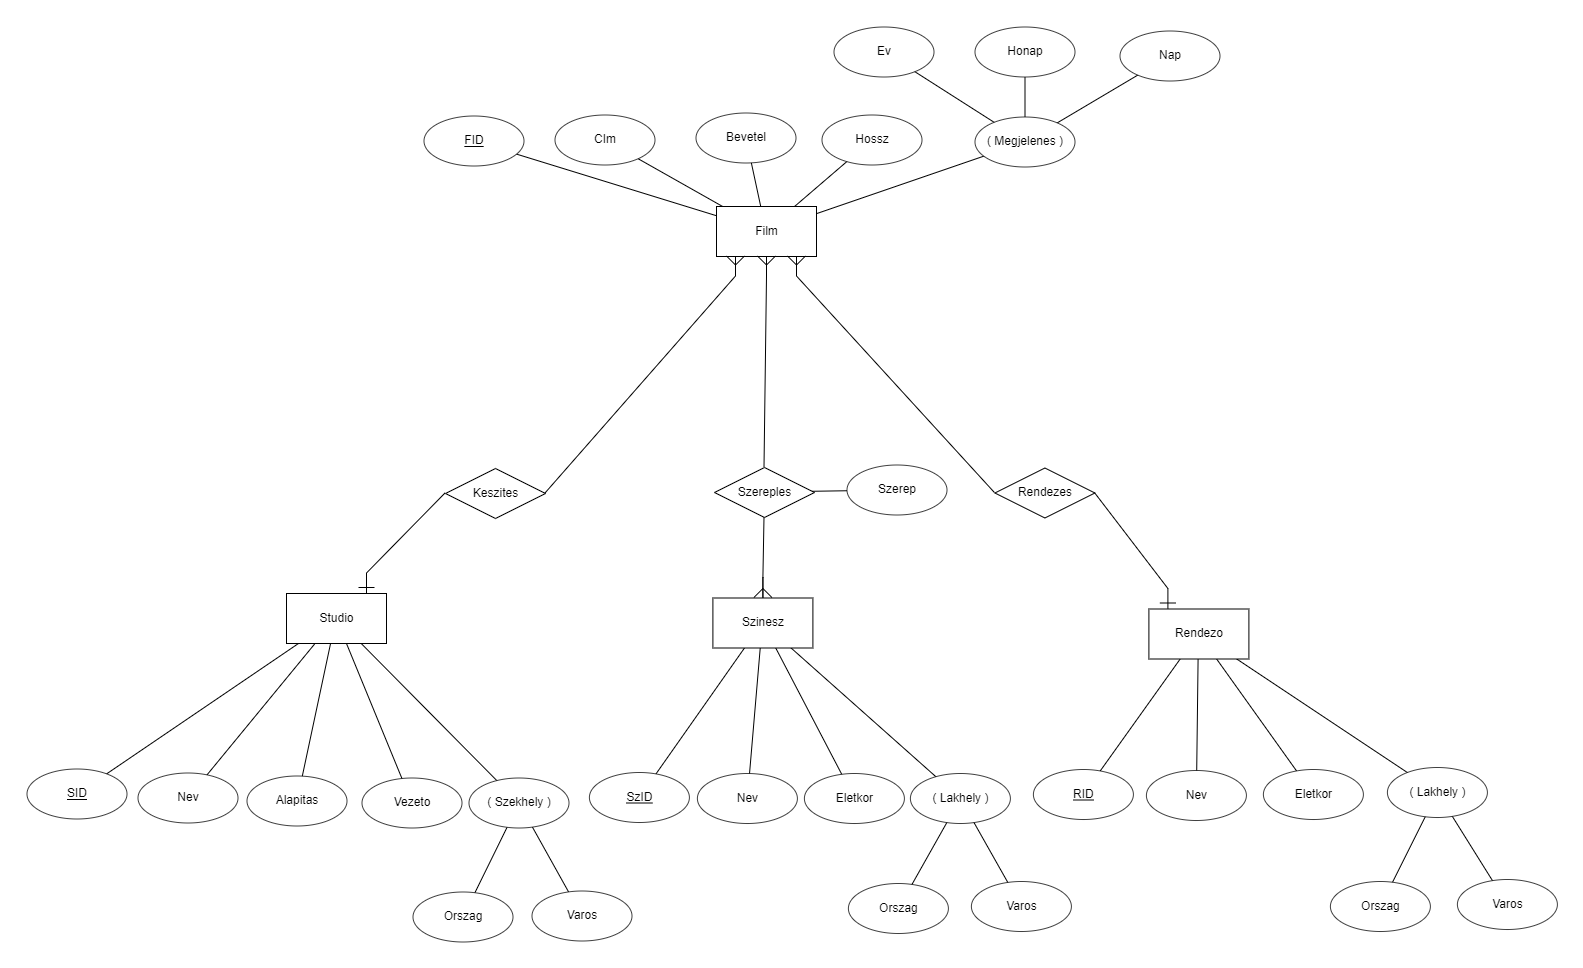 Ev
Honap
Nap
FID
CIm
Bevetel
Hossz
( Megjelenes )
Film
Keszites
Szereples
Szerep
Rendezes
Studio
Szinesz
Rendezo
SID
Nev
Alapitas
Vezeto
( Szekhely )
SzID
Nev
Eletkor
( Lakhely )
RID
Nev
Eletkor
( Lakhely )
Orszag
Varos
Orszag
Varos
Orszag
Varos